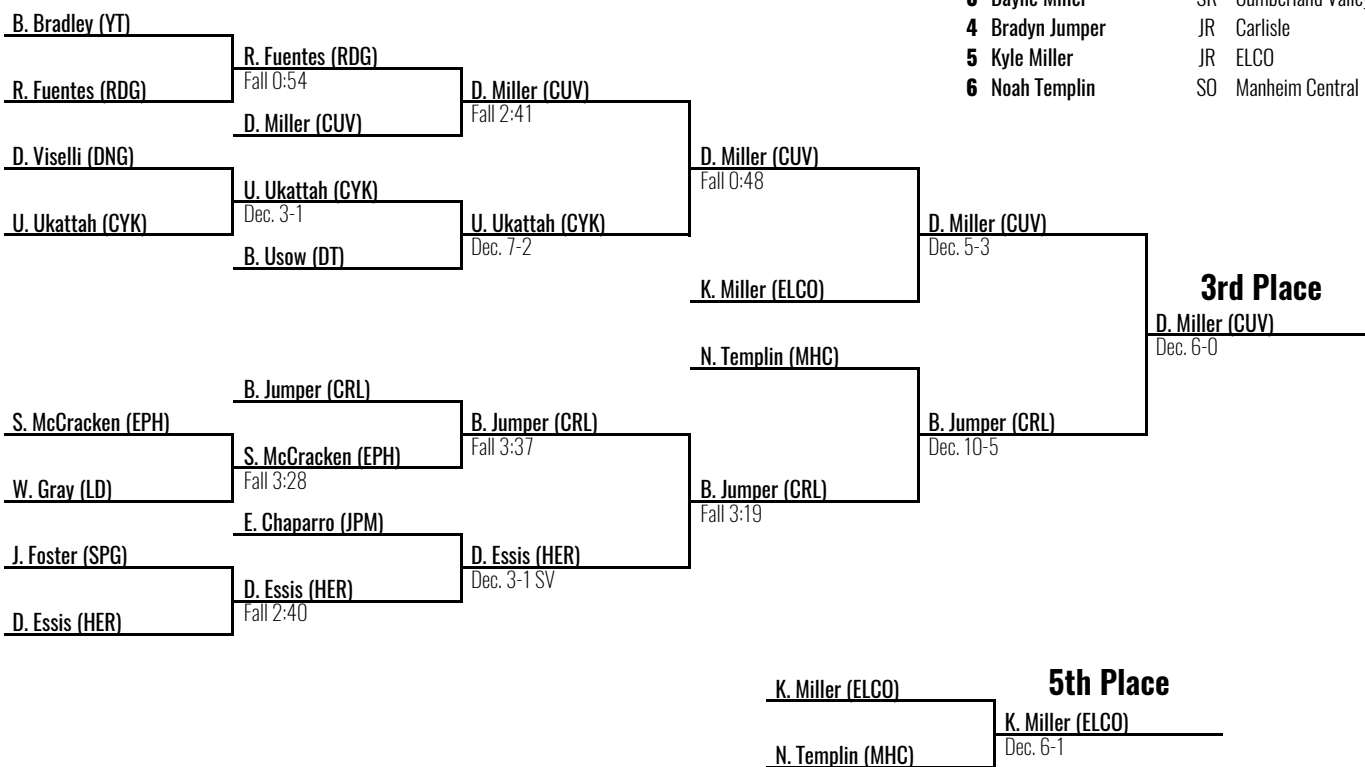 3 Dayne Miller SR Cumberland Valley
4 Bradyn Jumper JR Carlisle
5 Kyle Miller JR ELCO
6 Noah Templin SO Manheim Central
B. Bradley (YT)
R. Fuentes (RDG)
Fall 0:54
R. Fuentes (RDG)
D. Miller (CUV)
Fall 2:41
D. Miller (CUV)
D. Viselli (DNG)
D. Miller (CUV)
Fall 0:48
U. Ukattah (CYK)
Dec. 3-1
U. Ukattah (CYK)
U. Ukattah (CYK)
Dec. 7-2
D. Miller (CUV)
Dec. 5-3
B. Usow (DT)
K. Miller (ELCO)
3rd Place
D. Miller (CUV)
Dec. 6-0
N. Templin (MHC)
B. Jumper (CRL)
S. McCracken (EPH)
B. Jumper (CRL)
Fall 3:37
B. Jumper (CRL)
Dec. 10-5
S. McCracken (EPH)
Fall 3:28
W. Gray (LD)
B. Jumper (CRL)
Fall 3:19
E. Chaparro (JPM)
J. Foster (SPG)
D. Essis (HER)
Dec. 3-1 SV
D. Essis (HER)
Fall 2:40
D. Essis (HER)
5th Place
K. Miller (ELCO)
K. Miller (ELCO)
Dec. 6-1
N. Templin (MHC)